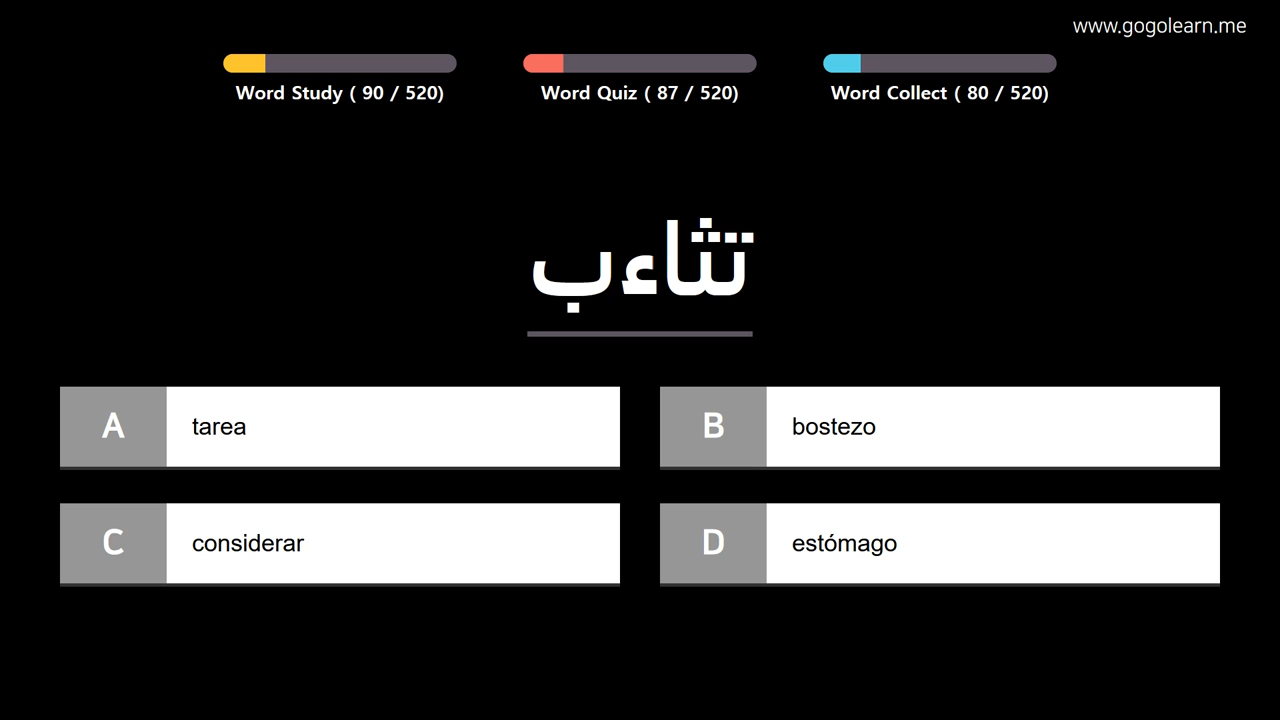 www.gogolearn.me
Word Study ( 90 / 520)
Word Quiz ( 87 / 520)
Word Collect ( 80 / 520)
تثاءب
A tarea
B bostezo
C considerar
D estómago